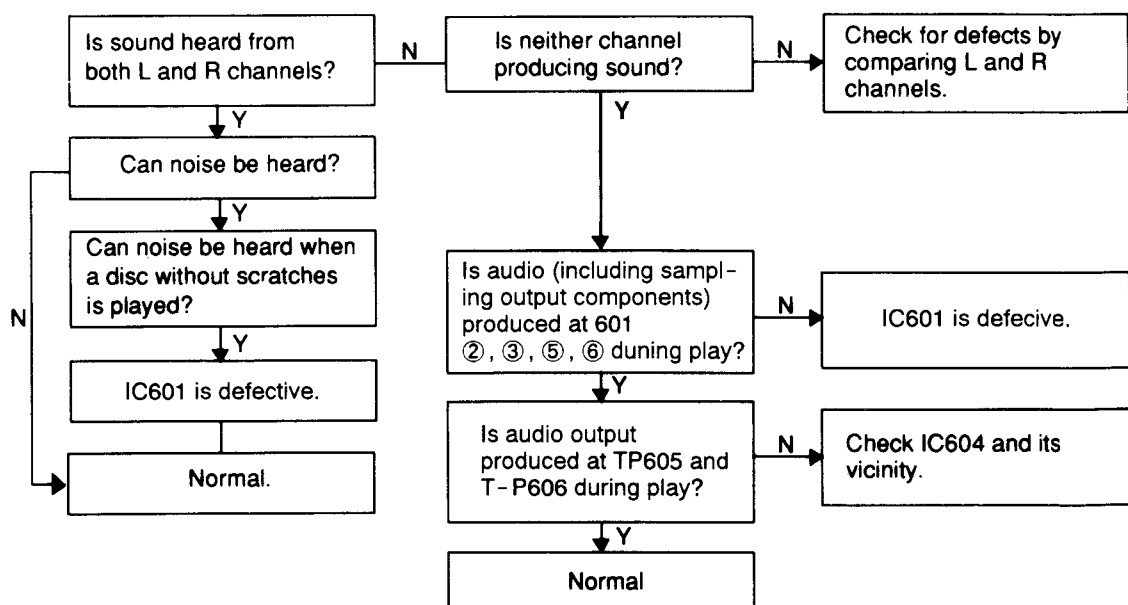 Is sound heard from
both L and R channels?
N
Is neither channel
producing sound?
N
Check for defects by
comparing L and R
channels.
Y
Y
Can noise be heard?
Y
Can noise be heard when
a disc without scratches
is played?
N
Is audio (including sampl-
ing output components)
produced at 601
②, ③, ⑤, ⑥ duning play?
N
IC601 is defecive.
Y
IC601 is defective.
Y
Is audio output
produced at TP605 and
T-P606 during play?
N
Check IC604 and its
vicinity.
Normal.
Y
Normal